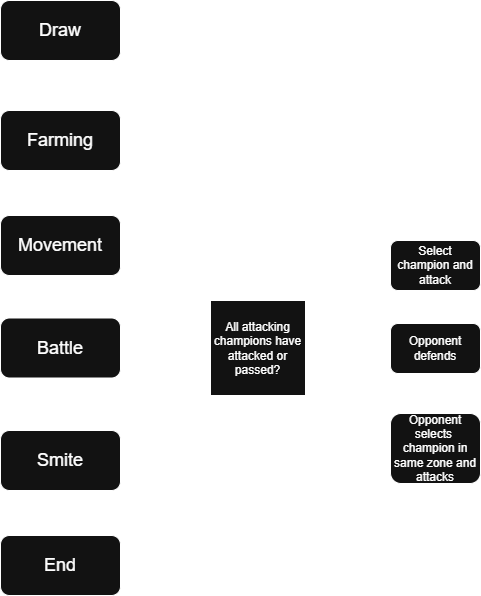 Draw
Farming
Movement
Battle
Smite
End
All attacking
champions have
attacked or
passed?
Select
champion and
attack
Opponent
defends
Opponent
selects
champion in
same zone and
attacks